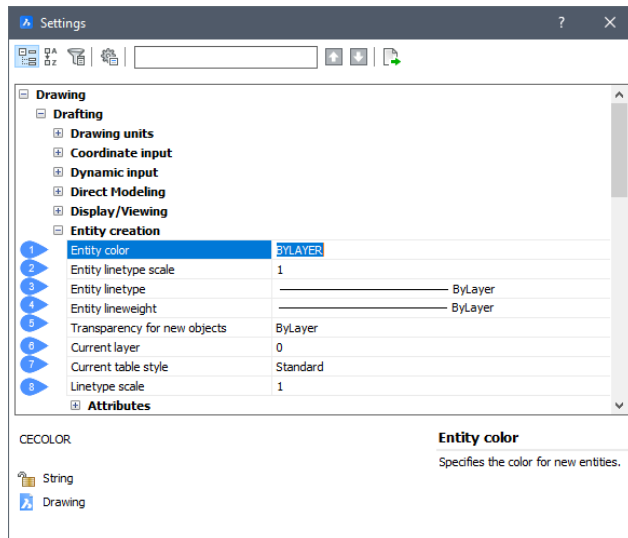 Settings
Drawing
Drafting
Drawing units
Coordinate input
Dynamic input
Direct Modeling
Display/Viewing
Entity creation
1 Entity color BYLAYER
2 Entity linetype scale 1
3 Entity linetype ByLayer
4 Entity lineweight ByLayer
5 Transparency for new objects ByLayer
6 Current layer 0
7 Current table style Standard
8 Linetype scale 1
Attributes
CECOLOR
Entity color
Specifies the color for new entities.
String
Drawing